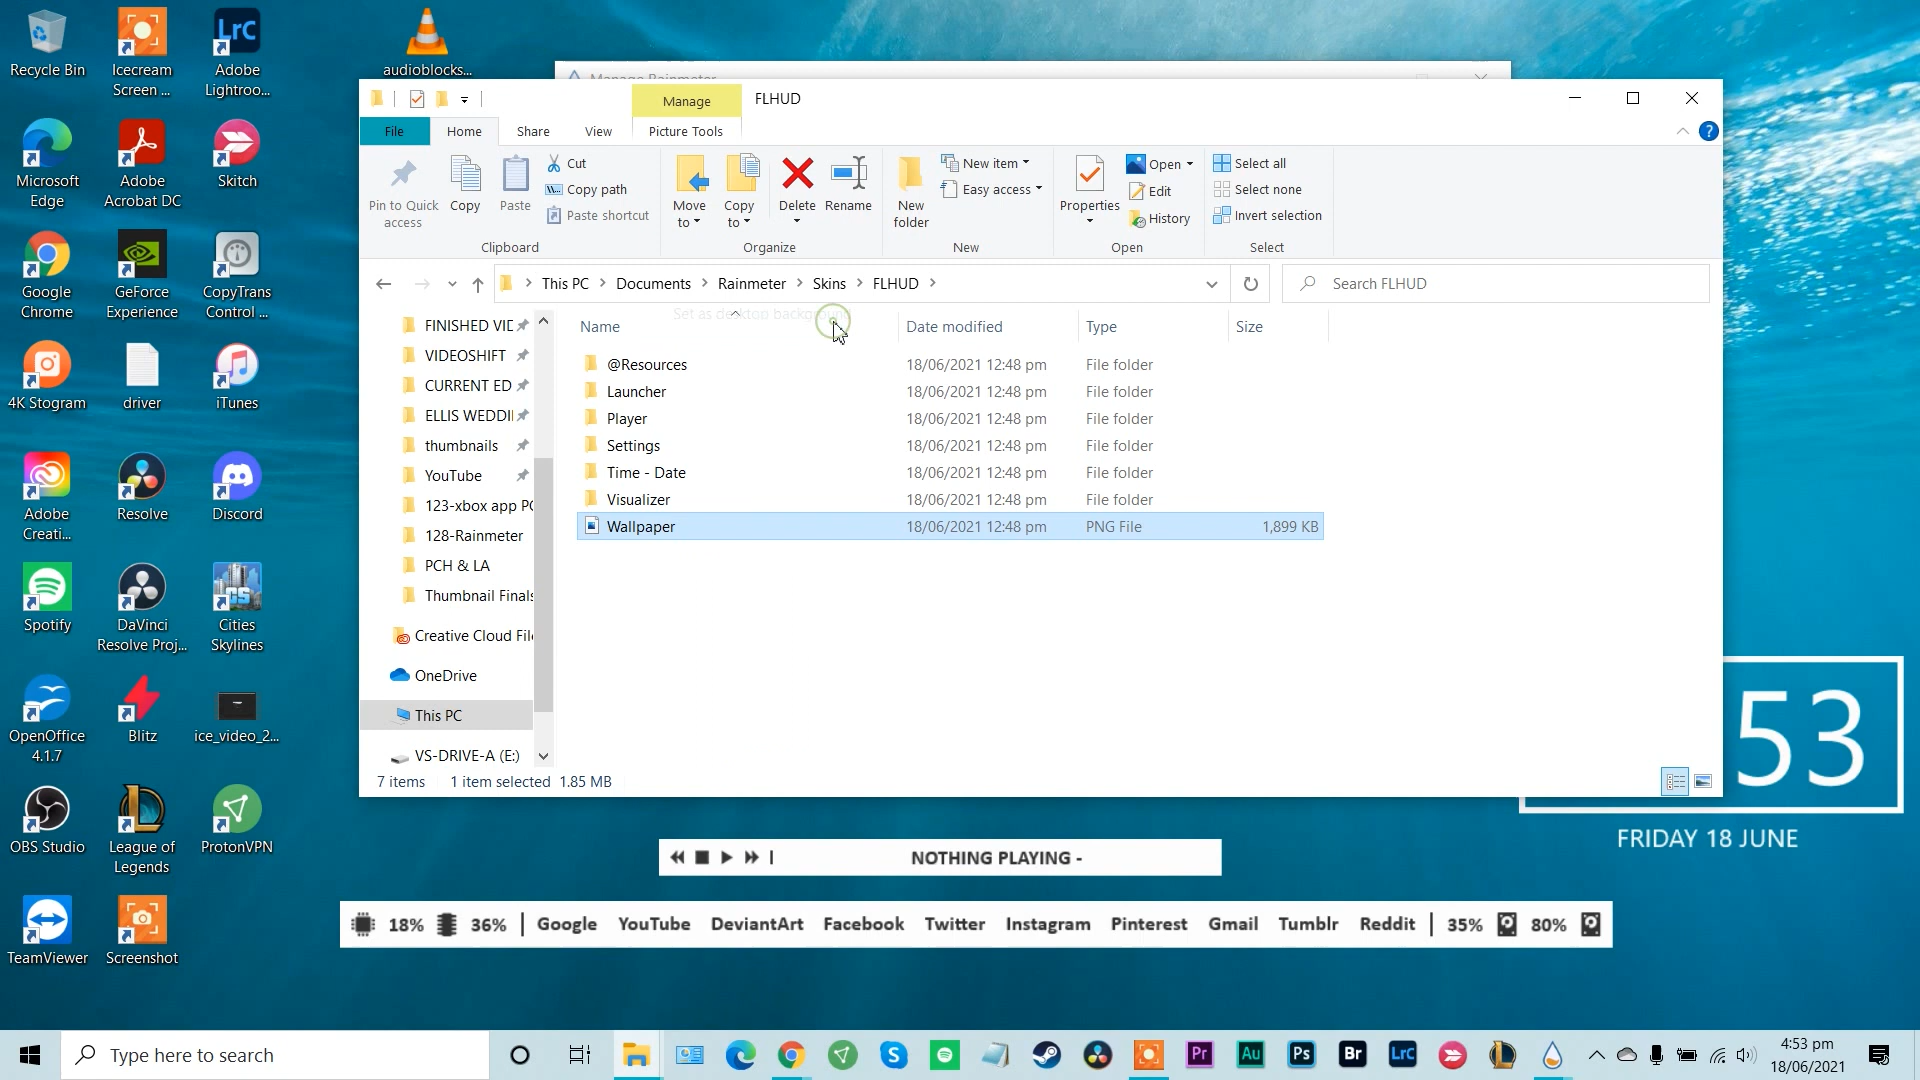 Recycle Bin
Icecream
Screen ...
Adobe
Lightroo...
audioblocks...
Microsoft
Edge
Adobe
Acrobat DC
Skitch
Google
Chrome
GeForce
Experience
CopyTrans
Control ...
4K Stogram
driver
iTunes
Adobe
Creati...
Resolve
Discord
Spotify
DaVinci
Resolve Proj...
Cities
Skylines
OpenOffice
4.1.7
Blitz
ice_video_2...
OBS Studio
League of
Legends
ProtonVPN
TeamViewer
Screenshot
Manage Rainmeter
Manage
FLHUD
File
Home
Share
View
Picture Tools
Pin to Quick
access
Copy
Paste
Cut
Copy path
Paste shortcut
Clipboard
Move
to
Copy
to
Delete
Rename
Organize
New
folder
New item
Easy access
New
Properties
Open
Edit
History
Open
Select all
Select none
Invert selection
Select
This PC > Documents > Rainmeter > Skins > FLHUD >
Search FLHUD
Set as desktop background
Name
Date modified
Type
Size
FINISHED VIE
VIDEOSHIFT
CURRENT ED
ELLIS WEDDI
thumbnails
YouTube
123-xbox app PC
128-Rainmeter
PCH & LA
Thumbnail Finals
Creative Cloud File
OneDrive
This PC
VS-DRIVE-A (E:)
@Resources 18/06/2021 12:48 pm File folder
Launcher 18/06/2021 12:48 pm File folder
Player 18/06/2021 12:48 pm File folder
Settings 18/06/2021 12:48 pm File folder
Time - Date 18/06/2021 12:48 pm File folder
Visualizer 18/06/2021 12:48 pm File folder
Wallpaper 18/06/2021 12:48 pm PNG File 1,899 KB
7 items 1 item selected 1.85 MB
53
FRIDAY 18 JUNE
NOTHING PLAYING -
18% 36% | Google YouTube DeviantArt Facebook Twitter Instagram Pinterest Gmail Tumblr Reddit | 35% 80%
Type here to search
4:53 pm
18/06/2021